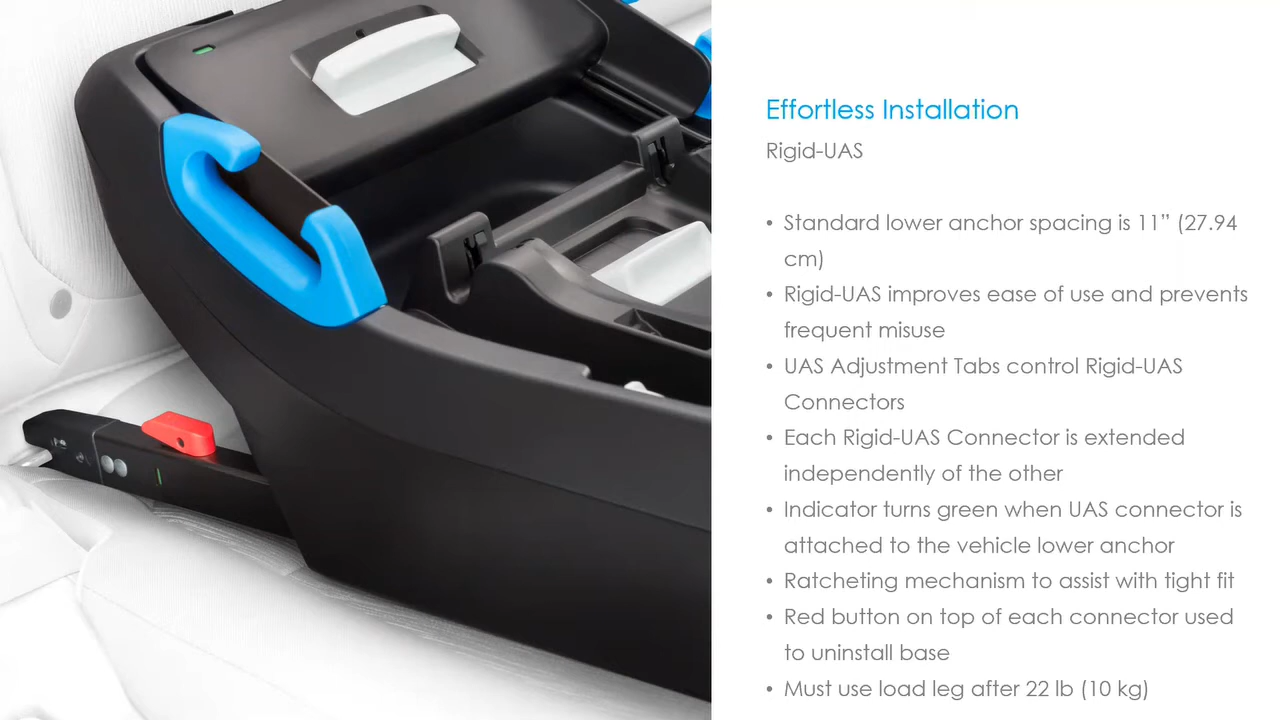 Effortless Installation
Rigid-UAS
• Standard lower anchor spacing is 11” (27.94
cm)
• Rigid-UAS improves ease of use and prevents
frequent misuse
• UAS Adjustment Tabs control Rigid-UAS
Connectors
• Each Rigid-UAS Connector is extended
independently of the other
• Indicator turns green when UAS connector is
attached to the vehicle lower anchor
• Ratcheting mechanism to assist with tight fit
• Red button on top of each connector used
to uninstall base
• Must use load leg after 22 lb (10 kg)